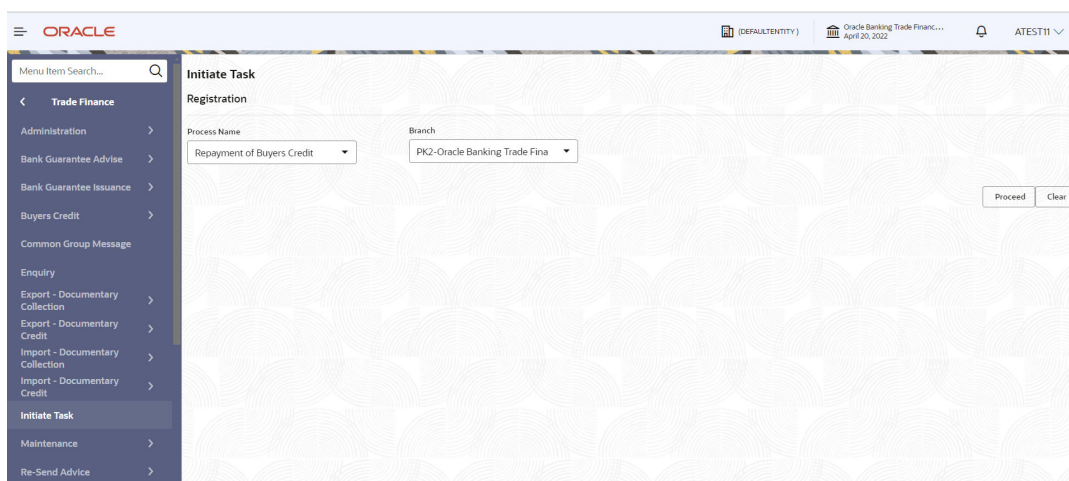 ORACLE
(DEFAULTENTITY )
Oracle Banking Trade Financ...
April 20, 2022
ATEST11
Menu Item Search...
Trade Finance
Administration
Bank Guarantee Advise
Bank Guarantee Issuance
Buyers Credit
Common Group Message
Enquiry
Export - Documentary
Collection
Export - Documentary
Credit
Import - Documentary
Collection
Import - Documentary
Credit
Initiate Task
Maintenance
Re-Send Advice
Initiate Task
Registration
Process Name
Repayment of Buyers Credit
Branch
PK2-Oracle Banking Trade Fina
Proceed
Clear